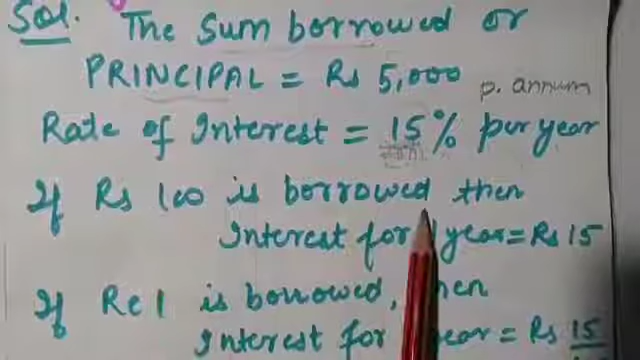 Sol. The Sum borrowed or
PRINCIPAL = Rs 5,000
p. annum
Rate of Interest = 15% per year
If Rs 100 is borrowed then
Interest for 1 year = Rs 15
If Re 1 is borrowed,
Interest for year = Rs 15